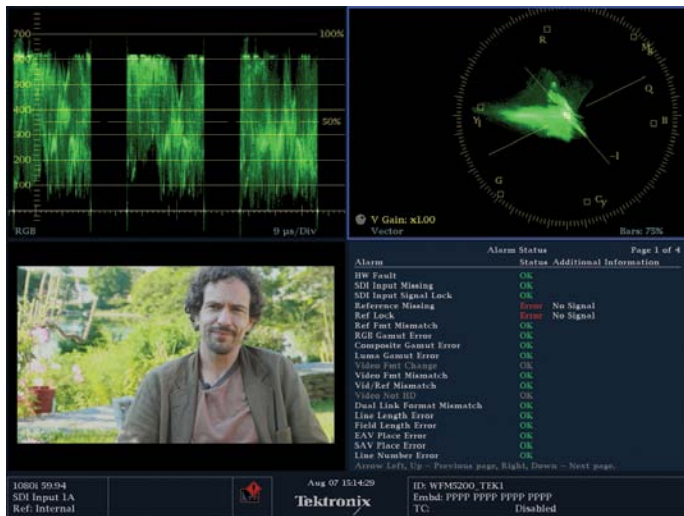 700
600
500
400
300
200
100
100%
50%
RGB
9 µs/Div
R
Q
B
-I
G
V Gain: x1.00
Vector
Bars: 75%
Alarm Status Page 1 of 4
Alarm Status Additional Information
HW Fault OK
SDI Input Missing OK
SDI Input Signal Lock OK
Reference Missing Error No Signal
Ref Lock Error No Signal
Ref Fmt Mismatch OK
RGB Gamut Error OK
Composite Gamut Error OK
Luma Gamut Error OK
Video Fmt Change OK
Video Fmt Mismatch OK
Vid/Ref Mismatch OK
Video Not HD OK
Dual Link Format Mismatch OK
Line Length Error OK
Field Length Error OK
EAV Place Error OK
SAV Place Error OK
Line Number Error OK
Arrow Left, Up - Previous page, Right, Down - Next page.
1080i 59.94
SDI Input 1A
Ref: Internal
Aug 07 15:14:29
Tektronix
ID: WFM5200_TEK1
Embd: PPPP PPPP PPPP PPPP
TC: Disabled